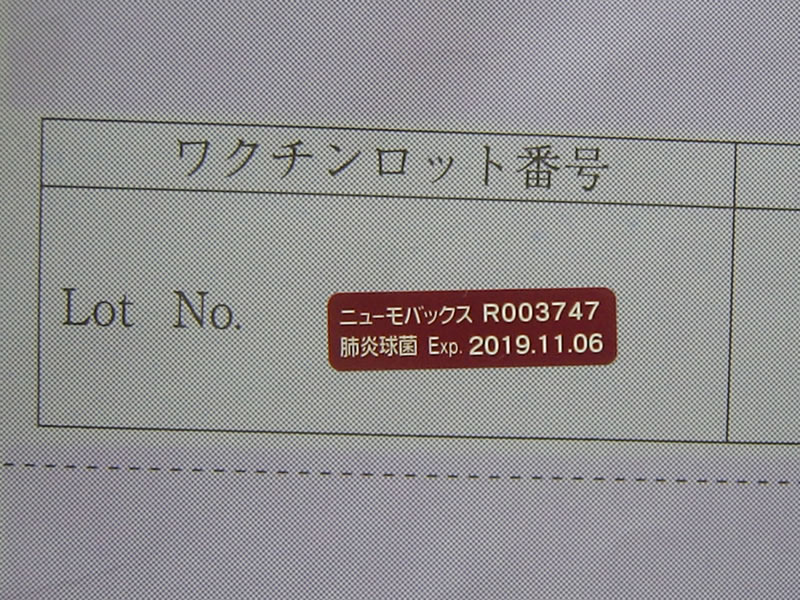 ワクチンロット番号
Lot No.
ニューモバックス R003747
肺炎球菌 Exp. 2019.11.06